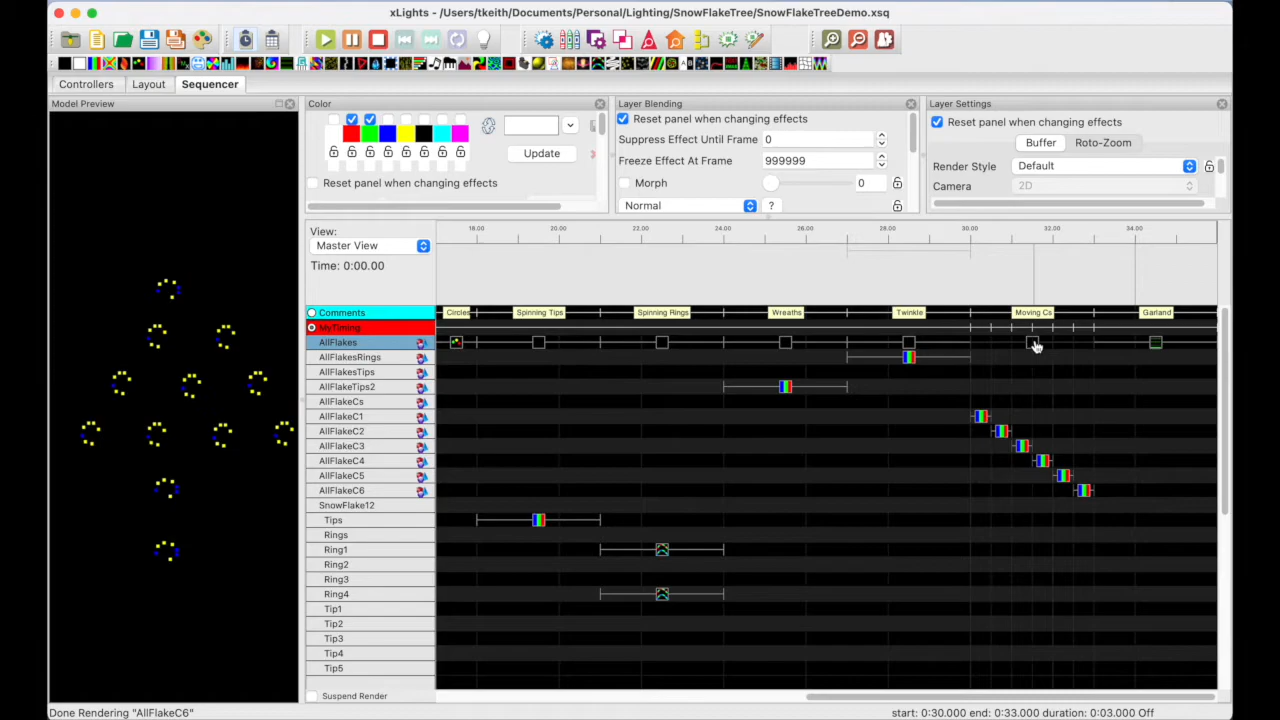 xLights - /Users/tkeith/Documents/Personal/Lighting/SnowFlakeTree/SnowFlakeTreeDemo.xsq
Controllers Layout Sequencer
Model Preview
Color
Update
Reset panel when changing effects
Layer Blending
Reset panel when changing effects
Suppress Effect Until Frame 0
Freeze Effect At Frame 999999
Morph 0
Normal ?
Layer Settings
Reset panel when changing effects
Buffer Roto-Zoom
Render Style Default
Camera 2D
View:
Master View
Time: 0:00.00
18.00 20.00 22.00 24.00 26.00 28.00 30.00 32.00 34.00
Comments Circles Spinning Tips Spinning Rings Wreaths Twinkle Moving Cs Garland
MyTiming
AllFlakes
AllFlakesRings
AllFlakesTips
AllFlakeTips2
AllFlakeCs
AllFlakeC1
AllFlakeC2
AllFlakeC3
AllFlakeC4
AllFlakeC5
AllFlakeC6
SnowFlake12
Tips
Rings
Ring1
Ring2
Ring3
Ring4
Tip1
Tip2
Tip3
Tip4
Tip5
Suspend Render
Done Rendering "AllFlakeC6" start: 0:30.000 end: 0:33.000 duration: 0:03.000 Off